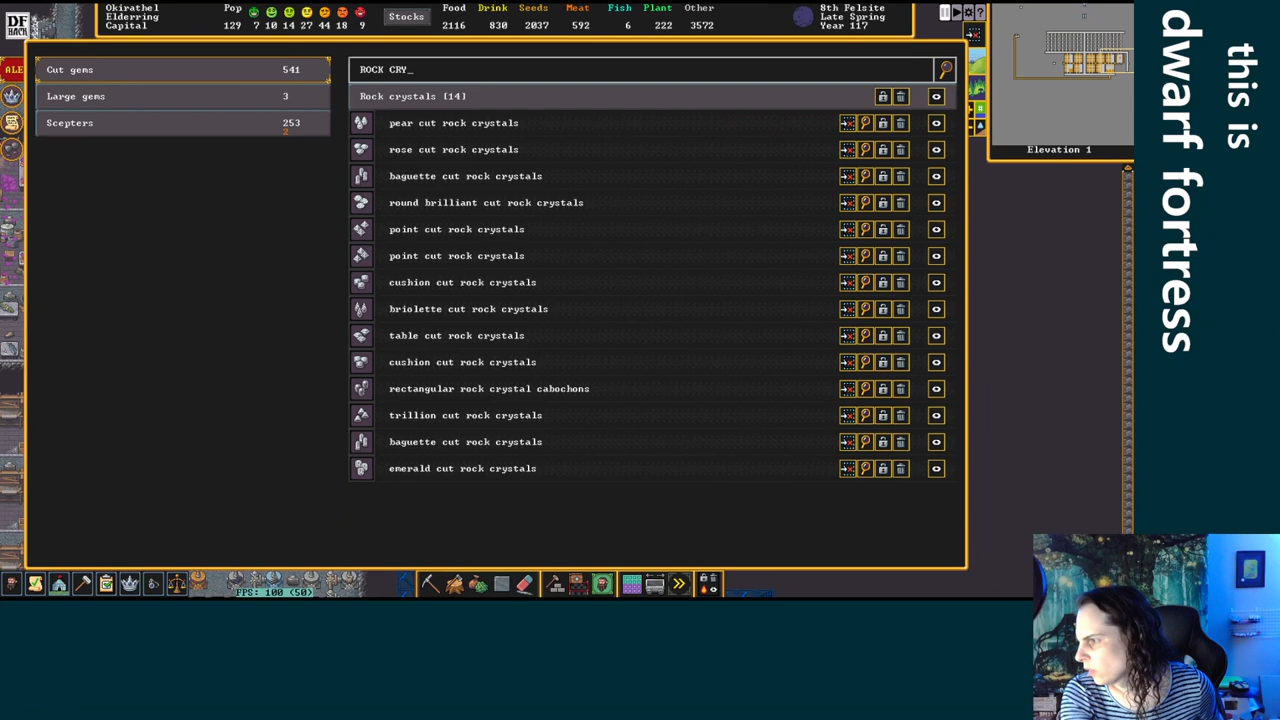 DF
HACK
Okirathel
Elderring
Capital
Pop
129 7 10 14 27 44 18 9
Stocks
Food Drink Seeds Meat Fish Plant Other
2116 830 2037 592 6 222 3572
8th Felsite
Late Spring
Year 117
ALE
Cut gems 541
Large gems 3
Scepters 253
2
ROCK CRY_
Rock crystals [14]
pear cut rock crystals
rose cut rock crystals
baguette cut rock crystals
round brilliant cut rock crystals
point cut rock crystals
point cut rock crystals
cushion cut rock crystals
briolette cut rock crystals
table cut rock crystals
cushion cut rock crystals
rectangular rock crystal cabochons
trillion cut rock crystals
baguette cut rock crystals
emerald cut rock crystals
Elevation 1
FPS: 100 (50)
this is
dwarf fortress